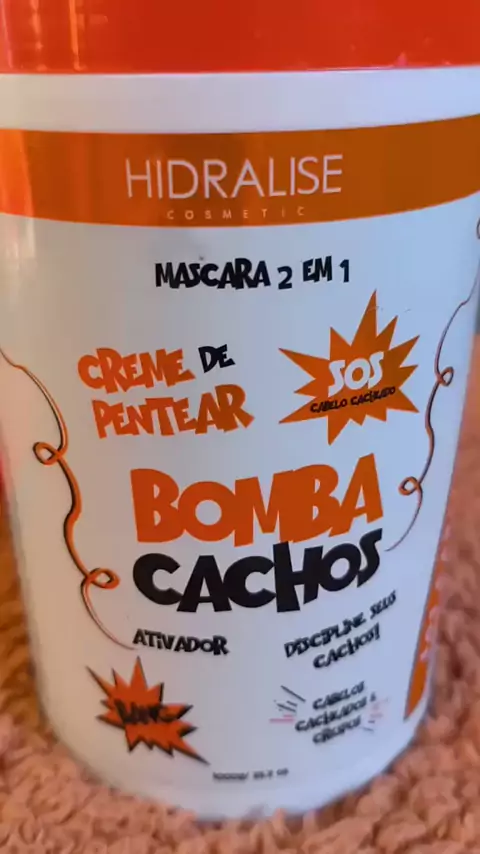 HIDRALISE
COSMETIC
MASCARA 2 EM 1
CREME DE
PENTEAR
SOS
CABELO CACHEADO
BOMBA
CACHOS
ATIVADOR
DISCIPLINE SEUS
CACHOS!
CABELOS
CACHEADOS &
CRESPOS
1000g/